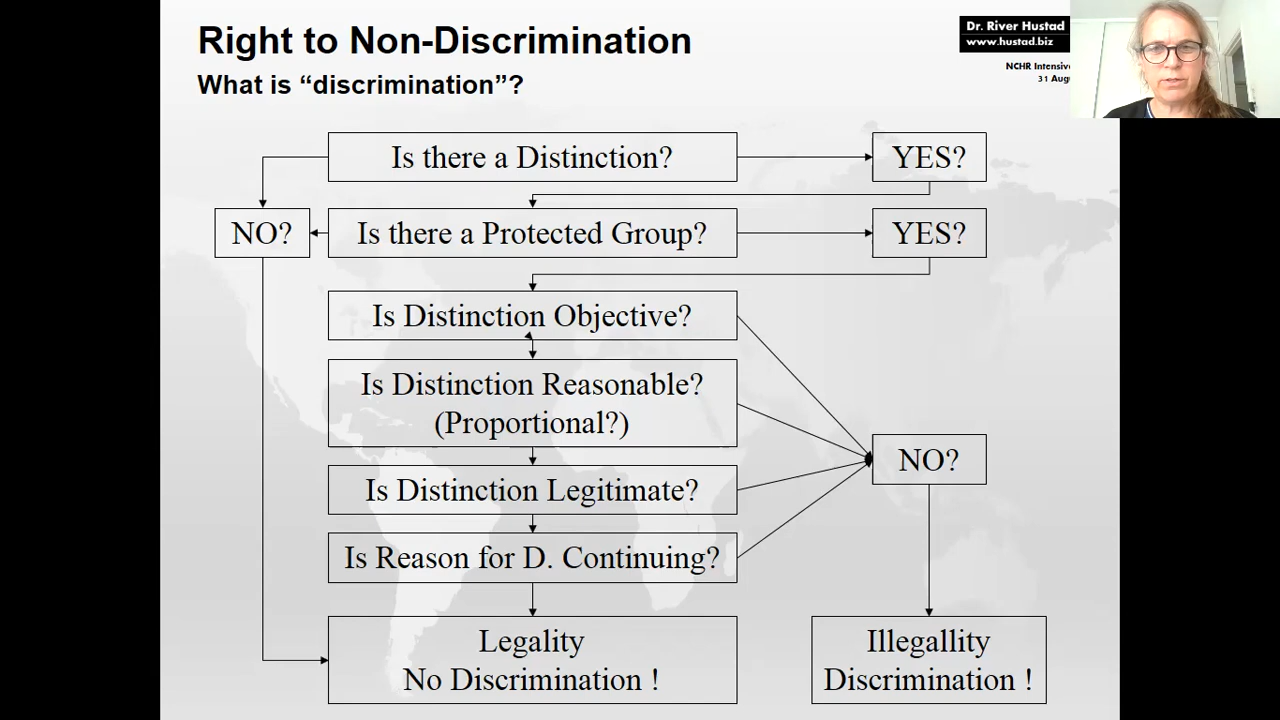 Right to Non-Discrimination
What is “discrimination”?
Dr. River Hustad
www.hustad.biz
NCHR Intensive
31
Is there a Distinction?
YES?
NO?
Is there a Protected Group?
YES?
Is Distinction Objective?
Is Distinction Reasonable?
(Proportional?)
NO?
Is Distinction Legitimate?
Is Reason for D. Continuing?
Legality
No Discrimination !
Illegallity
Discrimination !